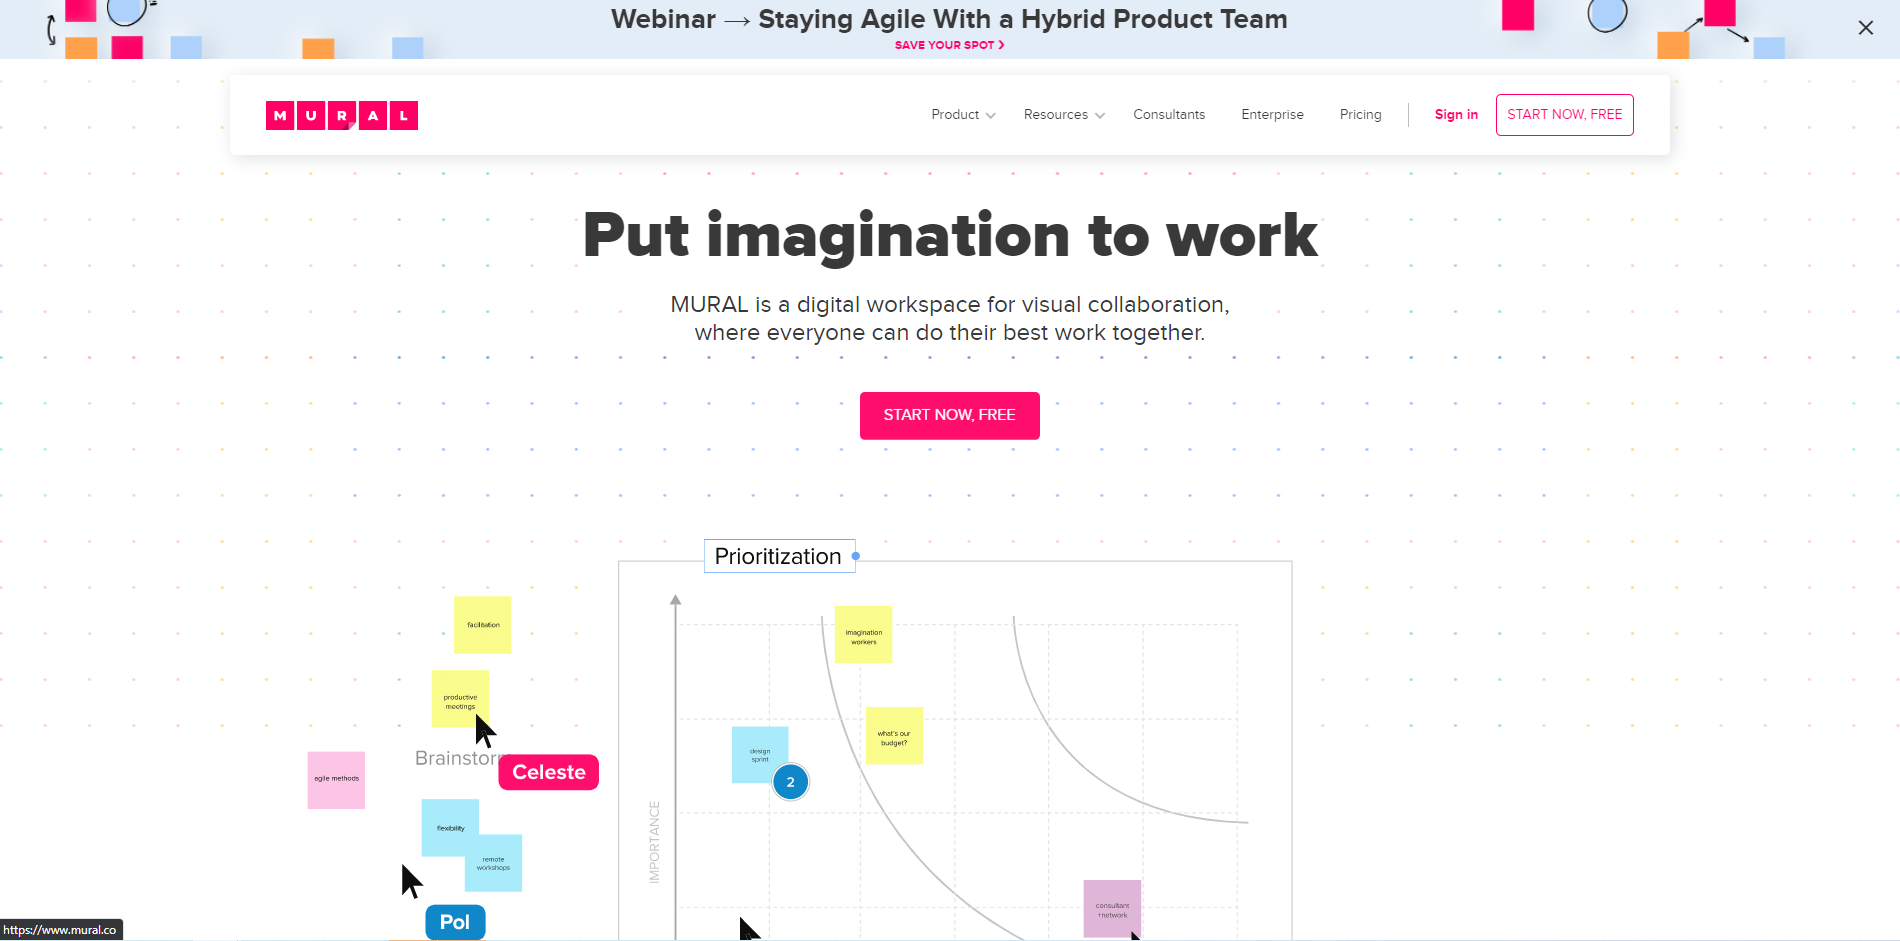 Webinar → Staying Agile With a Hybrid Product Team
SAVE YOUR SPOT ❯
MURAL
Product
Resources
Consultants
Enterprise
Pricing
Sign in
START NOW, FREE
Put imagination to work
MURAL is a digital workspace for visual collaboration,
where everyone can do their best work together.
START NOW, FREE
Prioritization
facilitation
imagination
workers
productive
meetings
what's our
budget?
design
sprint
2
Brainstorm
Celeste
agile methods
flexibility
remote
workshops
IMPORTANCE
consultant
+network
Pol
https://www.mural.co